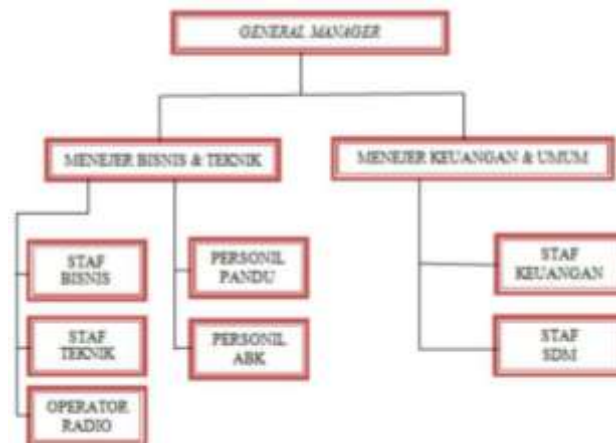 GENERAL MANAGER
MENEJER BISNIS & TEKNIK
MENEJER KEUANGAN & UMUM
STAF
BISNIS
PERSONIL
PANDU
STAF
KEUANGAN
STAF
TEKNIK
PERSONIL
ABK
STAF
SDM
OPERATOR
RADIO